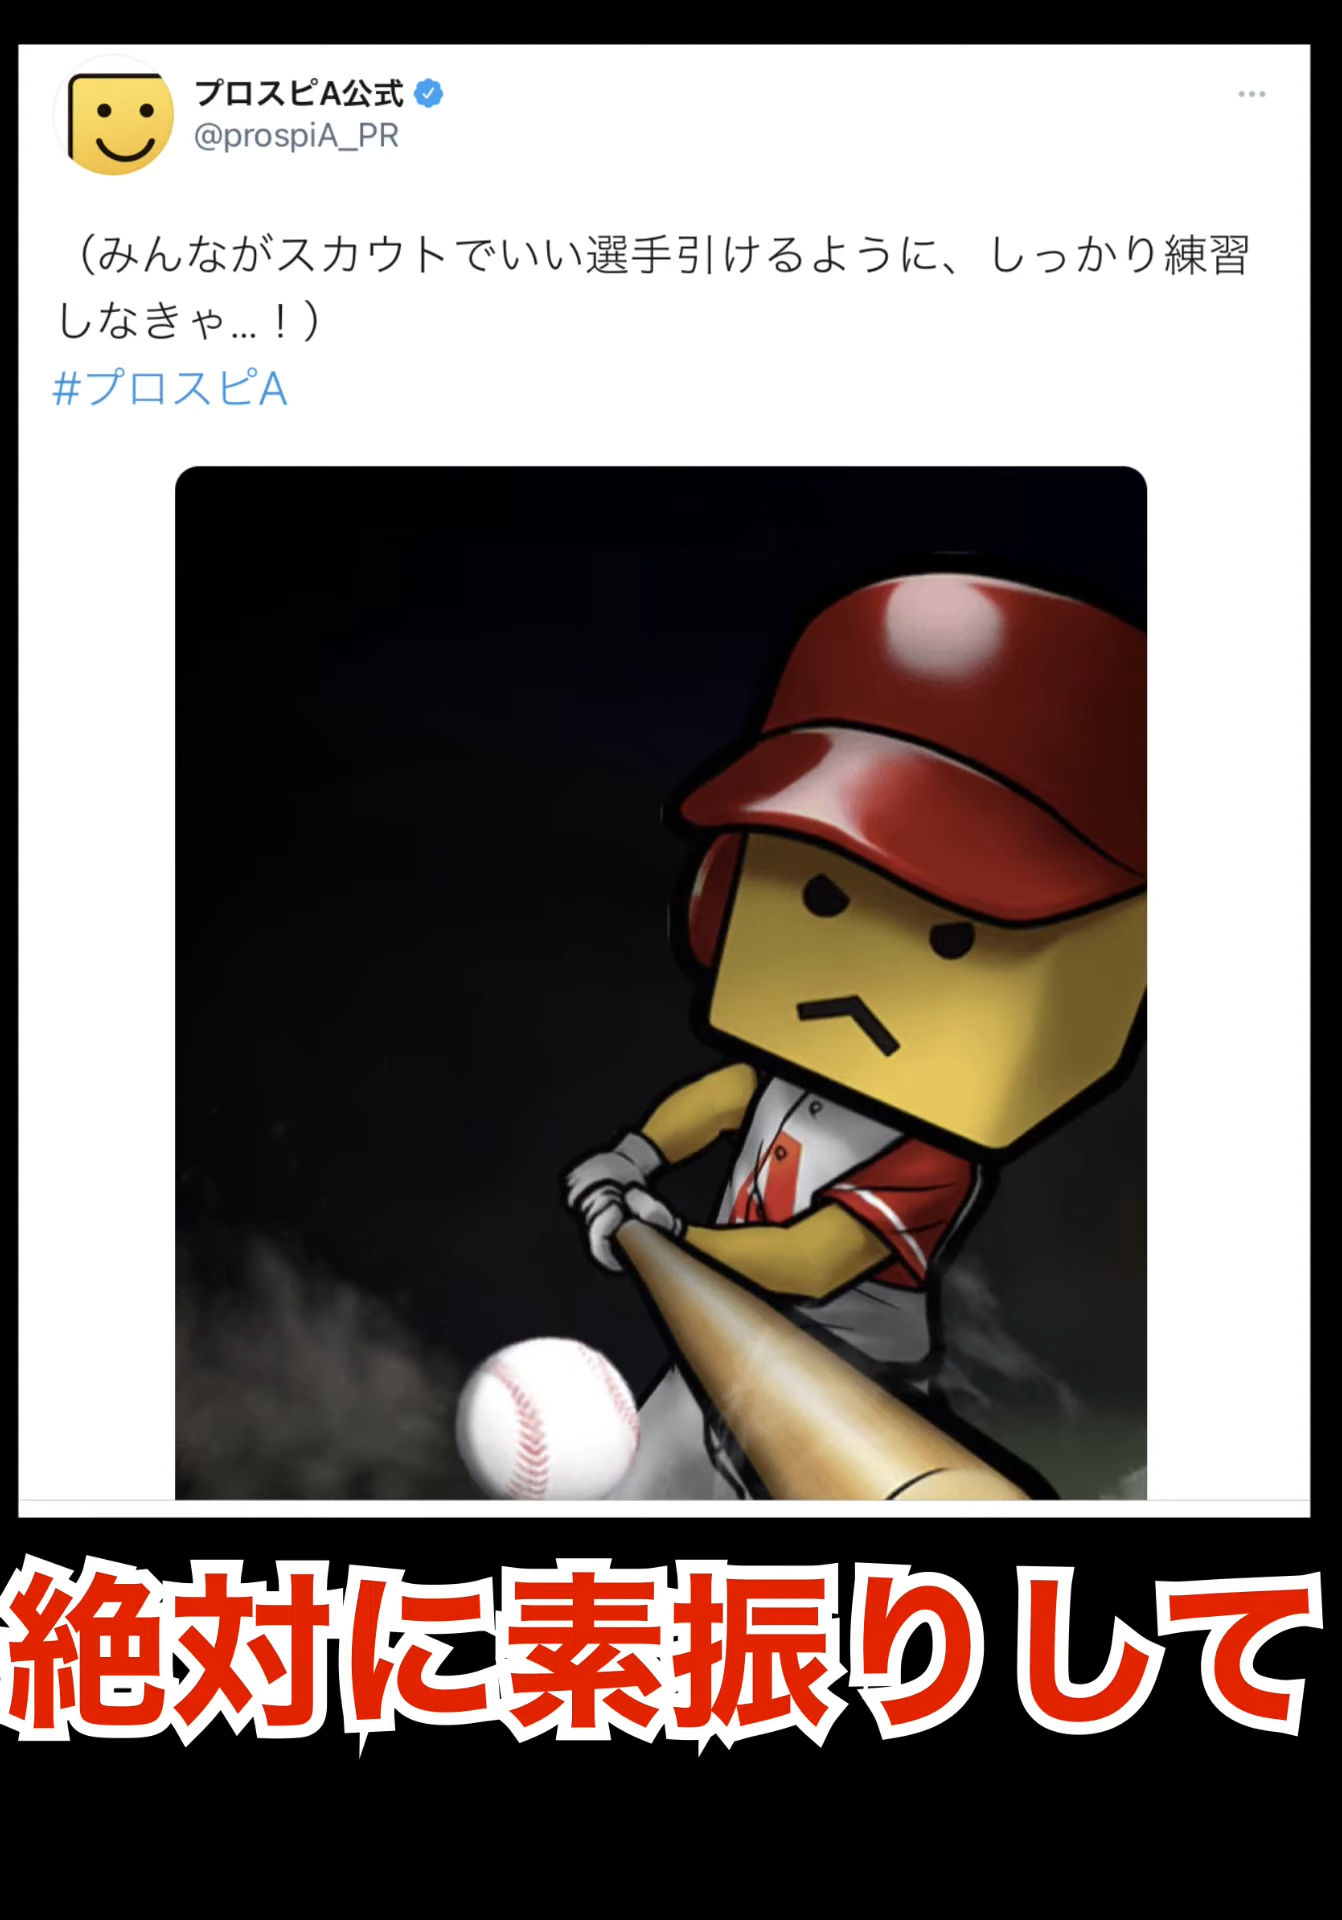 プロスピA公式
@prospiA_PR
（みんながスカウトでいい選手引けるように、しっかり練習
しなきゃ...！）
#プロスピA
絶対に素振りして